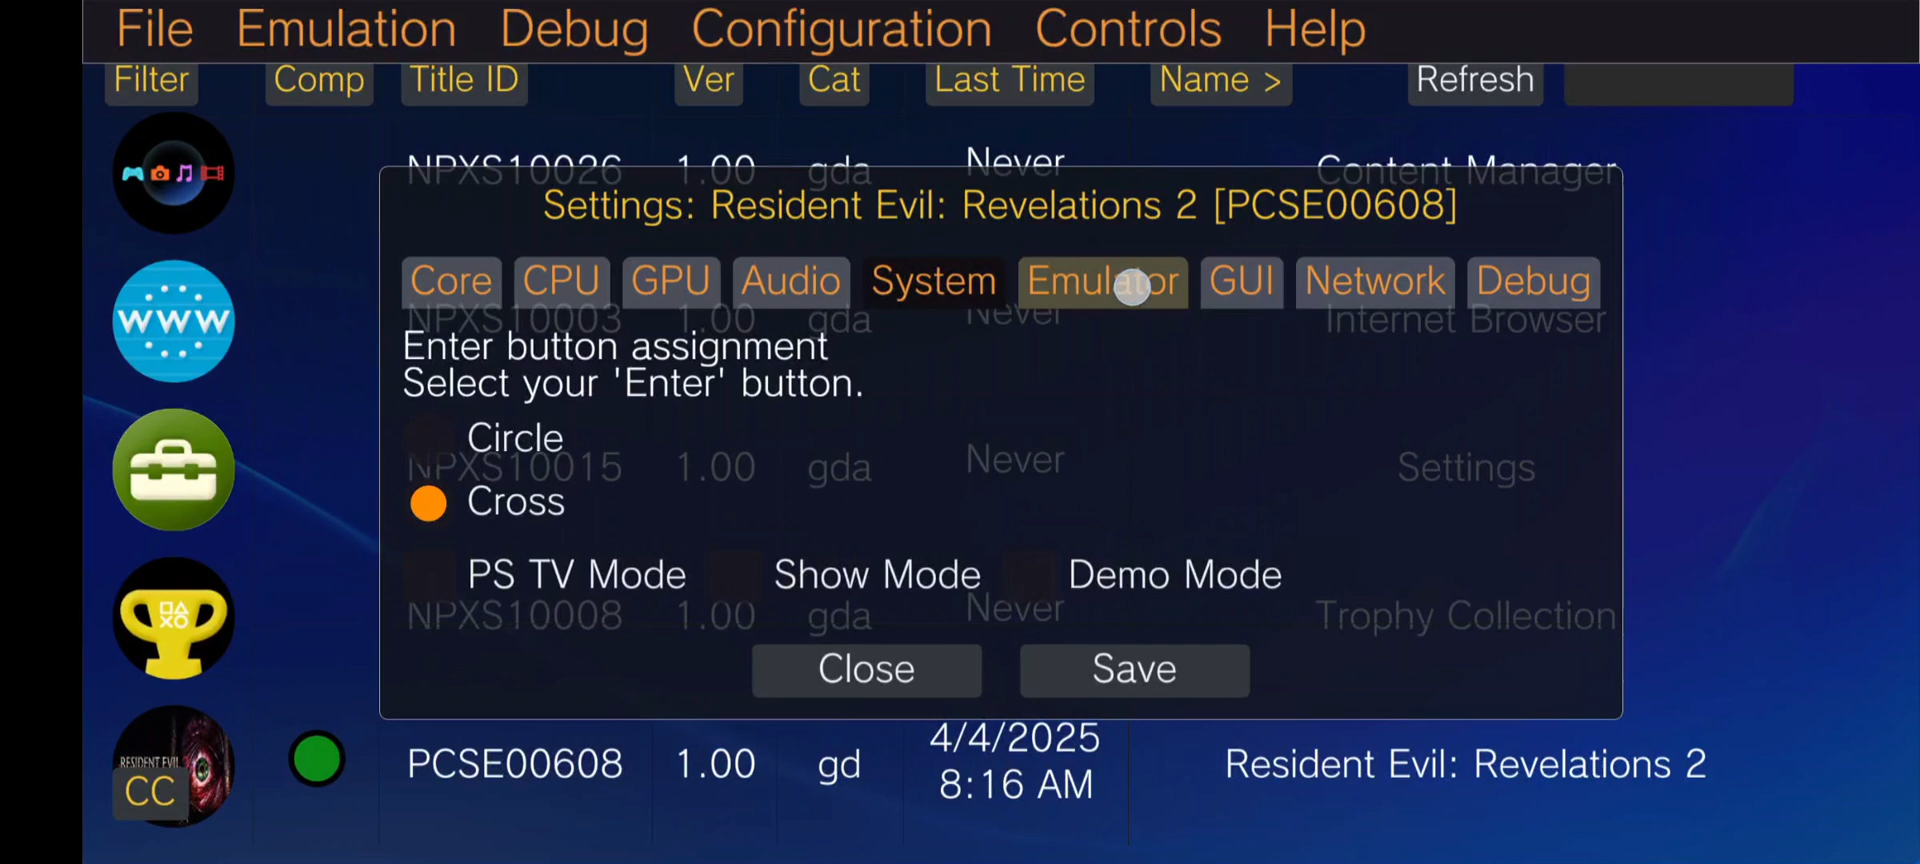 File Emulation Debug Configuration Controls Help
Filter Comp Title ID Ver Cat Last Time Name > Refresh
NPXS10026 1.00 gda Never Content Manager
Settings: Resident Evil: Revelations 2 [PCSE00608]
Core CPU GPU Audio System Emulator GUI Network Debug
NPXS10003 1.00 gda Never Internet Browser
WWW
Enter button assignment
Select your 'Enter' button.
Circle
NPXS10015 1.00 gda Never Settings
Cross
PS TV Mode Show Mode Demo Mode
NPXS10008 1.00 gda Never Trophy Collection
Close Save
RESIDENT EVIL
CC
PCSE00608 1.00 gd 4/4/2025
8:16 AM Resident Evil: Revelations 2